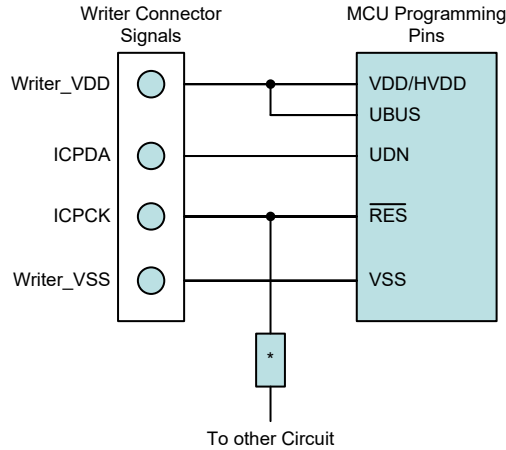 Writer Connector
Signals
MCU Programming
Pins
Writer_VDD
VDD/HVDD
UBUS
ICPDA
UDN
ICPCK
RES
Writer_VSS
VSS
*
To other Circuit